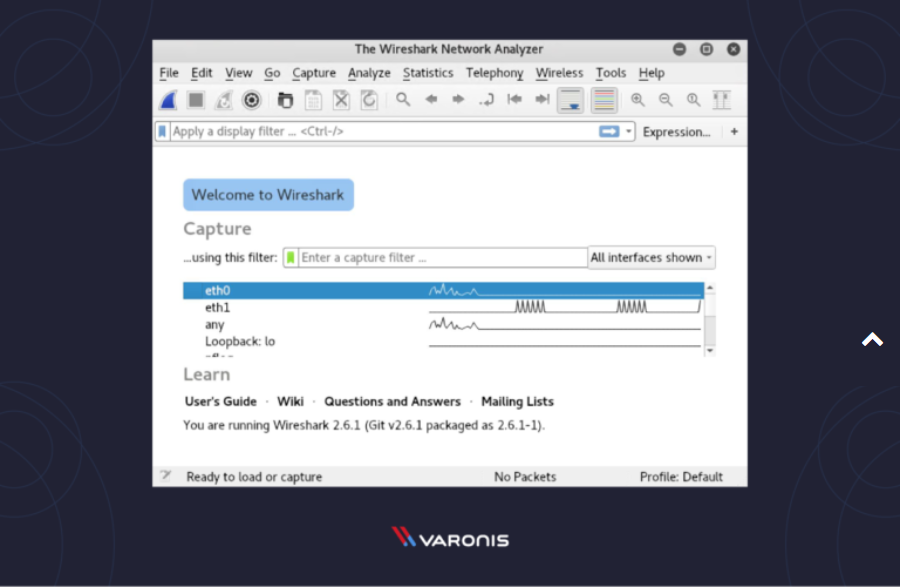 The Wireshark Network Analyzer
File Edit View Go Capture Analyze Statistics Telephony Wireless Tools Help
Apply a display filter ... <Ctrl-/> Expression... +
Welcome to Wireshark
Capture
...using this filter: Enter a capture filter ... All interfaces shown
eth0
eth1
any
Loopback: lo
Learn
User's Guide · Wiki · Questions and Answers · Mailing Lists
You are running Wireshark 2.6.1 (Git v2.6.1 packaged as 2.6.1-1).
Ready to load or capture No Packets Profile: Default
VARONIS